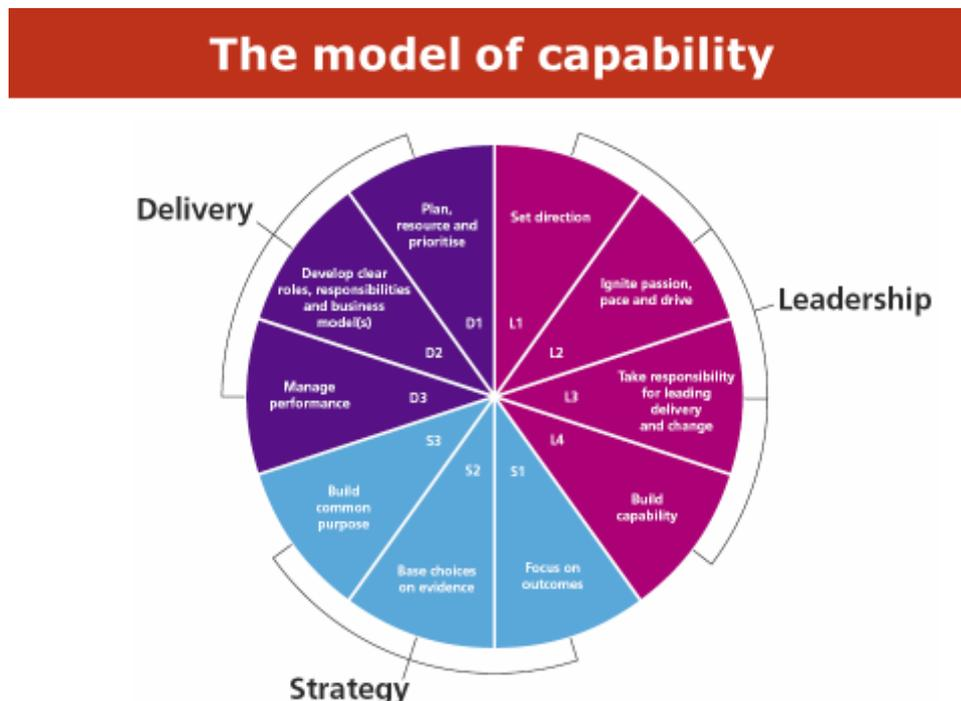 The model of capability
Delivery
Leadership
Strategy
Set direction
L1
Ignite passion,
pace and drive
L2
Take responsibility
for leading
delivery
and change
L3
Build
capability
L4
Focus on
outcomes
S1
Base choices
on evidence
S2
Build
common
purpose
S3
Manage
performance
D3
Develop clear
roles, responsibilities
and business
model(s)
D2
Plan,
resource and
prioritise
D1